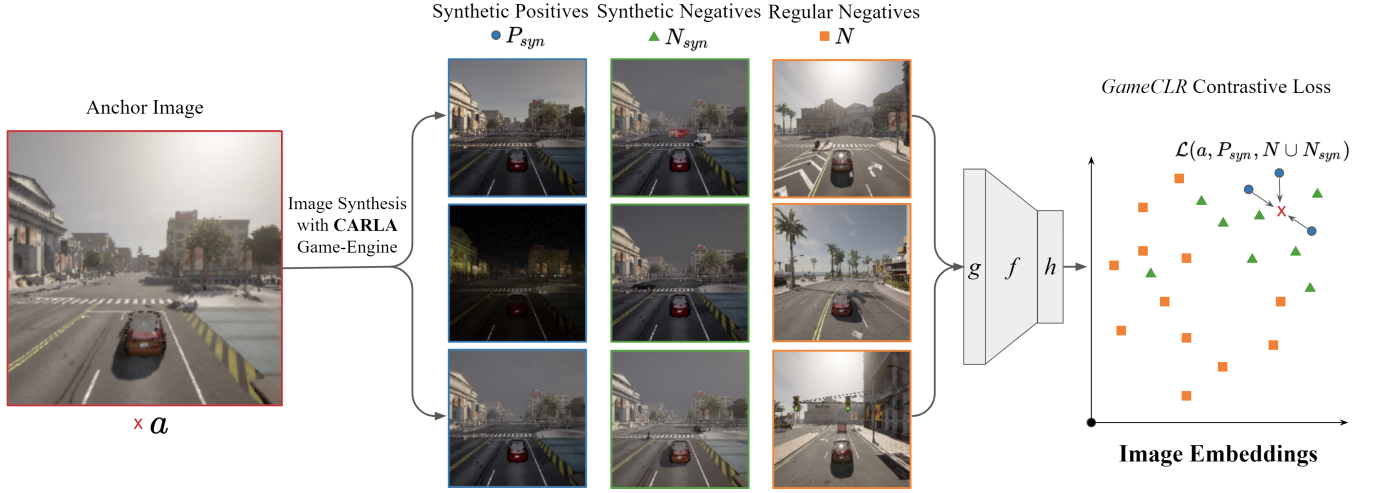 Synthetic Positives
P_syn
Synthetic Negatives
N_syn
Regular Negatives
N
Anchor Image
x a
Image Synthesis
with CARLA
Game-Engine
g f h
GameCLR Contrastive Loss
ℒ(a, P_syn, N ∪ N_syn)
x
Image Embeddings